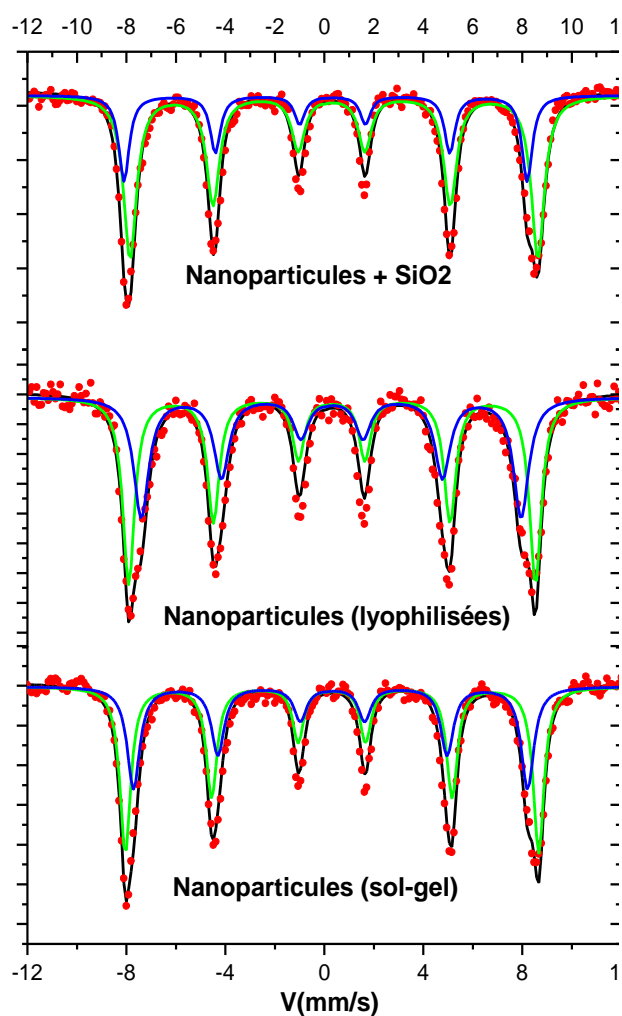 -12 -10 -8 -6 -4 -2 0 2 4 6 8 10
Nanoparticules + SiO2
Nanoparticules (lyophilisées)
Nanoparticules (sol-gel)
-12 -8 -4 0 4 8
V(mm/s)